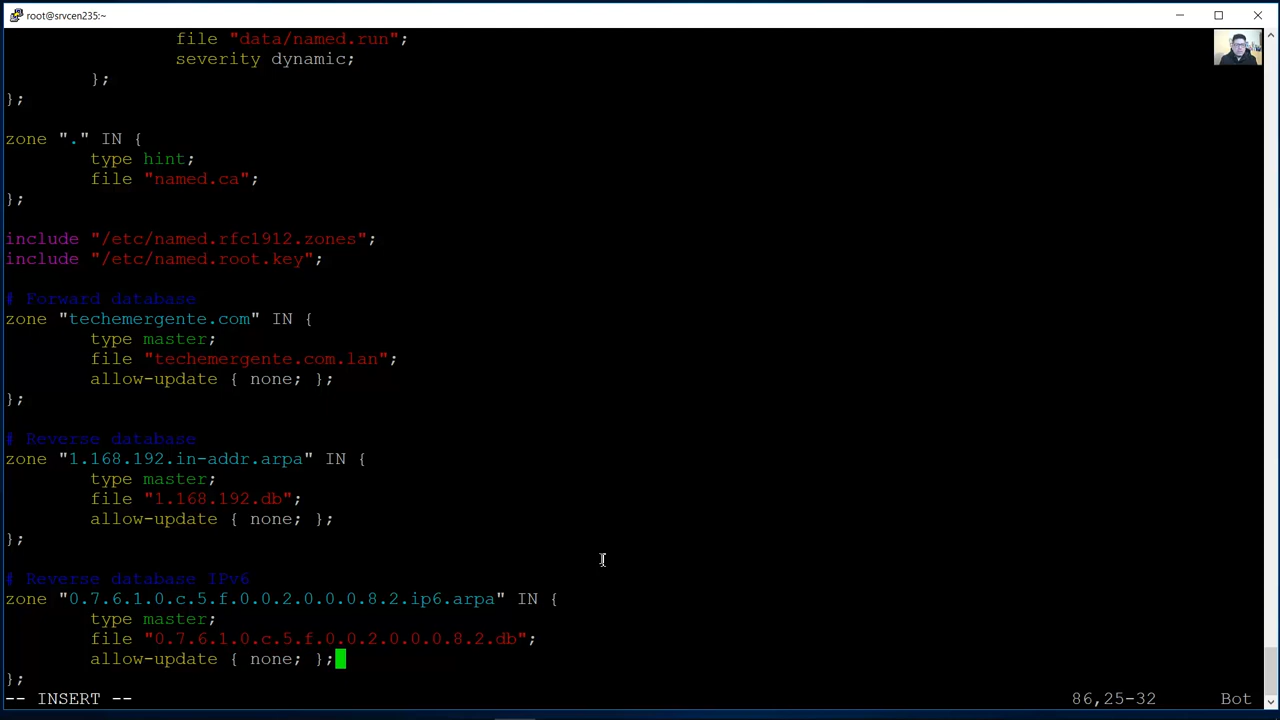 root@srvcen235:~
file "data/named.run";
severity dynamic;
};
};
zone "." IN {
type hint;
file "named.ca";
};
include "/etc/named.rfc1912.zones";
include "/etc/named.root.key";
# Forward database
zone "techemergente.com" IN {
type master;
file "techemergente.com.lan";
allow-update { none; };
};
# Reverse database
zone "1.168.192.in-addr.arpa" IN {
type master;
file "1.168.192.db";
allow-update { none; };
};
# Reverse database IPv6
zone "0.7.6.1.0.c.5.f.0.0.2.0.0.0.8.2.ip6.arpa" IN {
type master;
file "0.7.6.1.0.c.5.f.0.0.2.0.0.0.8.2.db";
allow-update { none; };
};
-- INSERT -- 86,25-32 Bot